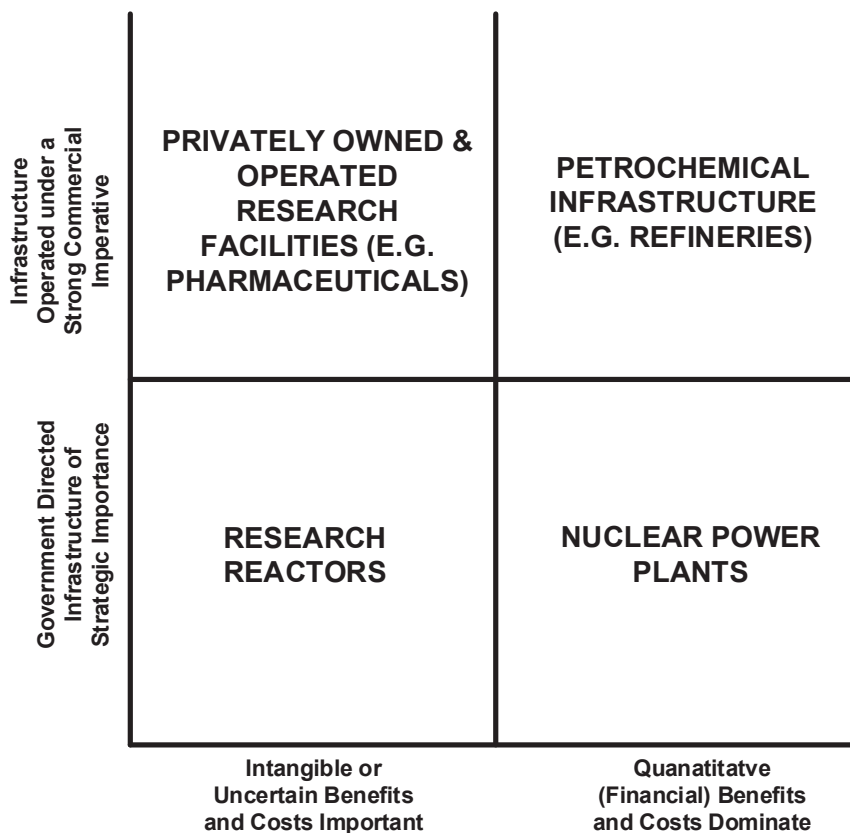 Infrastructure
Operated under a
Strong Commercial
Imperative
PRIVATELY OWNED &
OPERATED
RESEARCH
FACILITIES (E.G.
PHARMACEUTICALS)
PETROCHEMICAL
INFRASTRUCTURE
(E.G. REFINERIES)
Government Directed
Infrastructure of
Strategic Importance
RESEARCH
REACTORS
NUCLEAR POWER
PLANTS
Intangible or
Uncertain Benefits
and Costs Important
Quanatitatve
(Financial) Benefits
and Costs Dominate